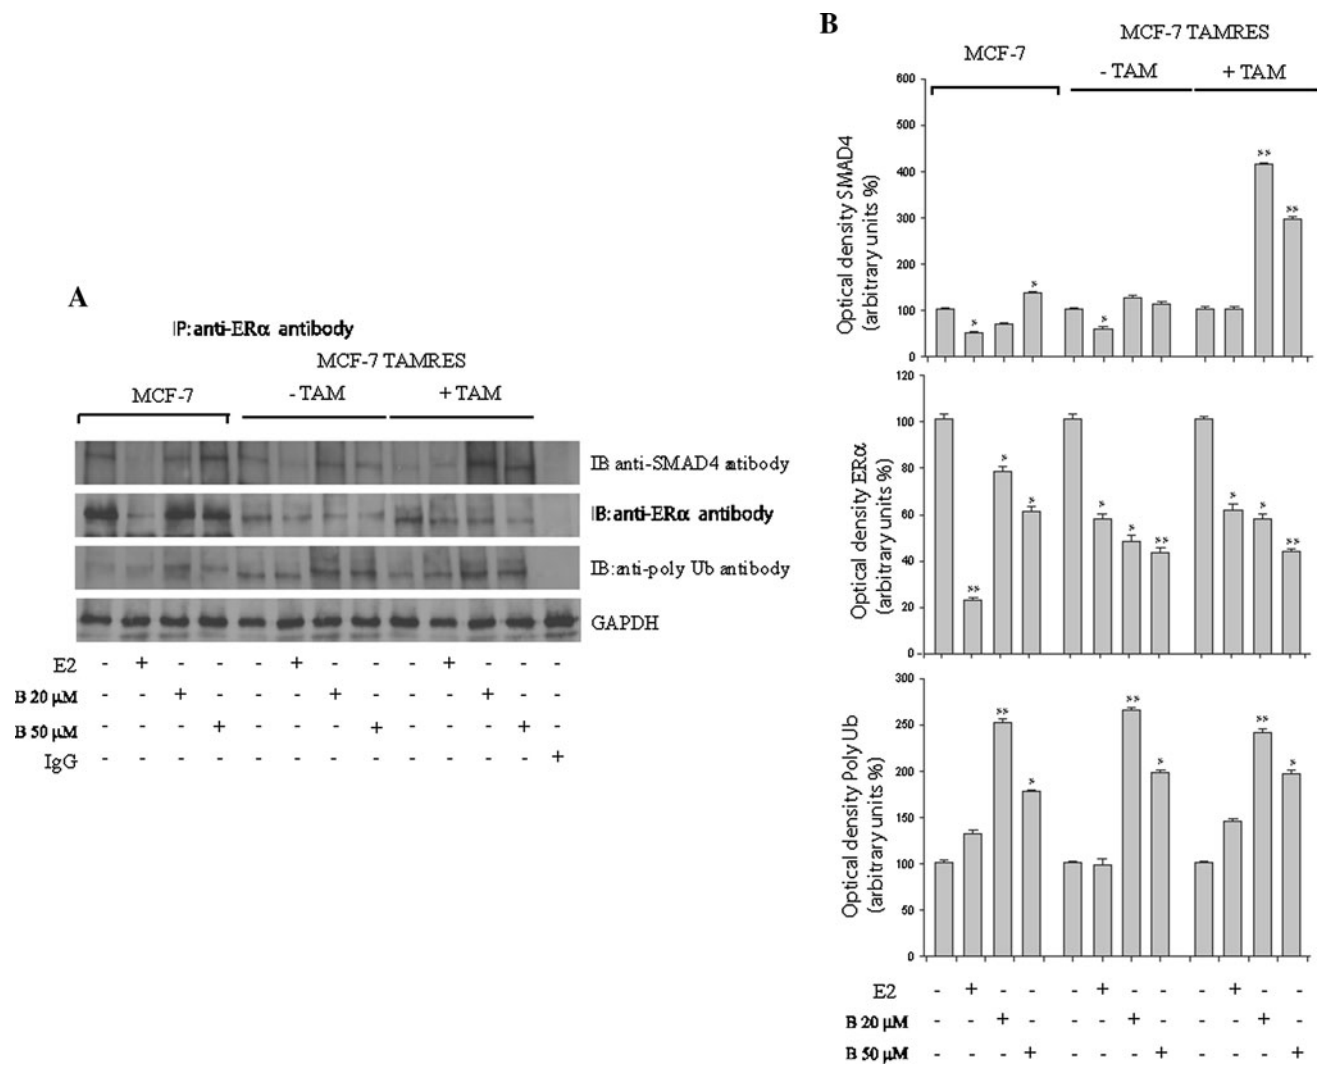 A
IP:anti-ERα antibody
MCF-7 TAMRES
MCF-7
- TAM
+ TAM
IB anti-SMAD4 atibody
IB:anti-ERα antibody
IB:anti-poly Ub antibody
GAPDH
E2 - + - - - + - - - + - - -
B 20 µM - - + - - - + - - - + - -
B 50 µM - - - + - - - + - - - + -
IgG - - - - - - - - - - - - +
B
MCF-7 TAMRES
MCF-7
- TAM
+ TAM
Optical density SMAD4
(arbitrary units %)
600
500
400
300
200
100
0
*
*
*
**
**
Optical density ERα
(arbitrary units %)
120
100
80
60
40
20
0
**
*
*
*
*
**
*
*
**
Optical density Poly Ub
(arbitrary units %)
300
250
200
150
100
50
0
**
*
**
*
**
*
E2 - + - - - + - - - + - -
B 20 µM - - + - - - + - - - + -
B 50 µM - - - + - - - + - - - +